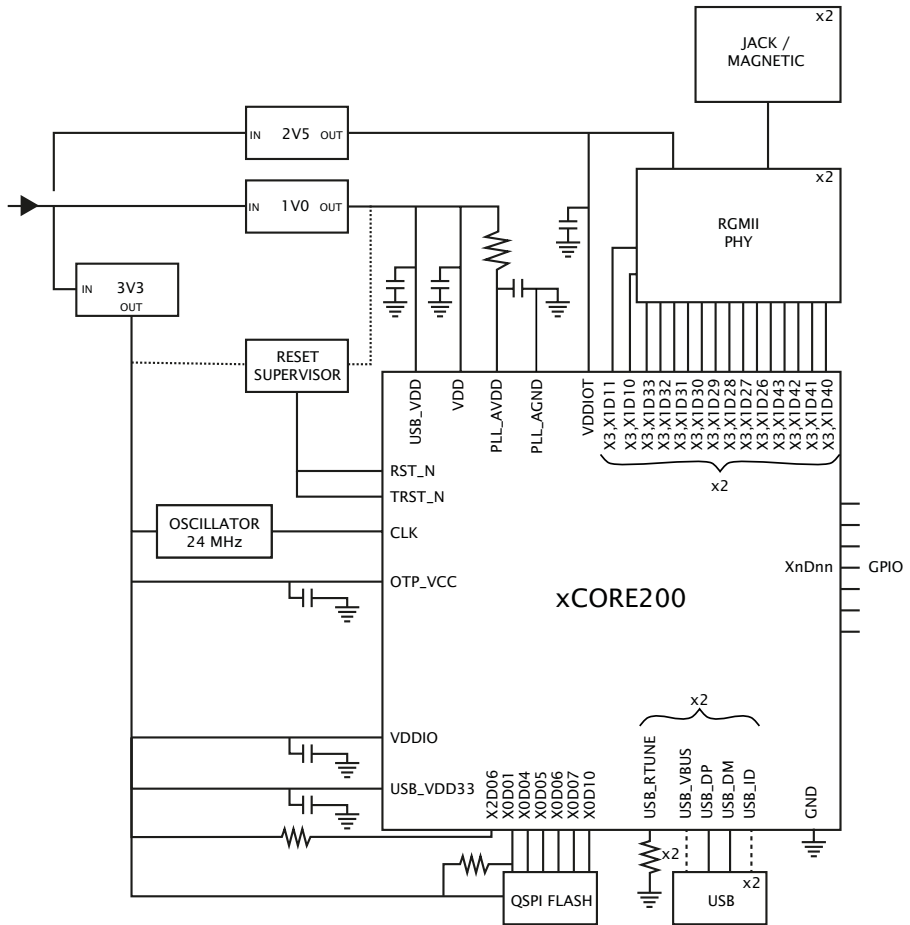 x2
JACK /
MAGNETIC
IN 2V5 OUT
x2
RGMII
PHY
IN 1V0 OUT
IN 3V3
OUT
RESET
SUPERVISOR
USB_VDD
VDD
PLL_AVDD
PLL_AGND
VDDIOT
X3,X1D11
X3,X1D10
X3,X1D33
X3,X1D32
X3,X1D31
X3,X1D30
X3,X1D29
X3,X1D28
X3,X1D27
X3,X1D26
X3,X1D43
X3,X1D42
X3,X1D41
X3,X1D40
x2
RST_N
TRST_N
OSCILLATOR
24 MHz
CLK
XnDnn GPIO
OTP_VCC
xCORE200
x2
VDDIO
USB_VDD33
X2D06
X0D01
X0D04
X0D05
X0D06
X0D07
X0D10
USB_RTUNE
USB_VBUS
USB_DP
USB_DM
USB_ID
GND
x2
x2
QSPI FLASH
USB